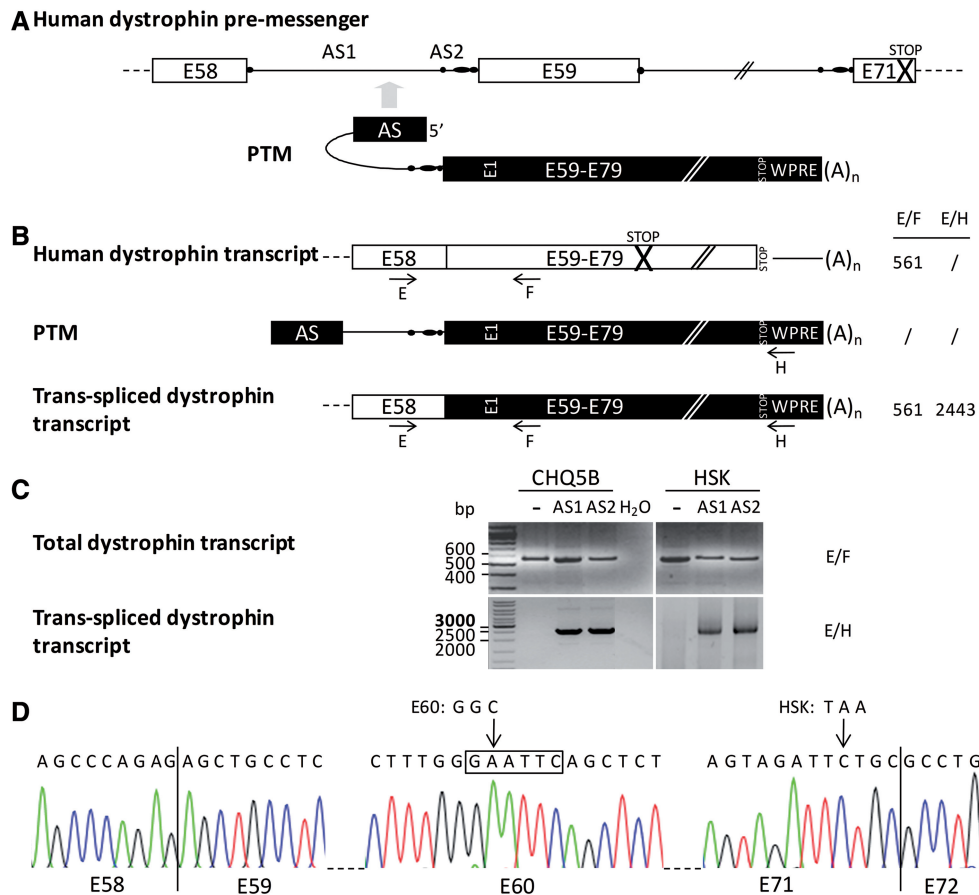 A Human dystrophin pre-messenger
AS1 AS2 STOP
E58 E59 E71 X
AS 5’
PTM
E1 E59-E79 STOP WPRE (A)n
B E/F E/H
Human dystrophin transcript STOP
E58 E59-E79 X STOP (A)n 561 /
E F
PTM AS E1 E59-E79 STOP WPRE (A)n / /
H
Trans-spliced dystrophin
transcript
E58 E1 E59-E79 STOP WPRE (A)n 561 2443
E F H
C CHQ5B HSK
bp - AS1 AS2 H2O - AS1 AS2
Total dystrophin transcript
600
500
400
E/F
Trans-spliced dystrophin
transcript
3000
2500
2000
E/H
D E60: G G C HSK: T A A
A G C C C A G A G A G C T G C C T C C T T T G G G A A T T C A G C T C T A G T A G A T T C T G C G C C T G
E58 E59 E60 E71 E72